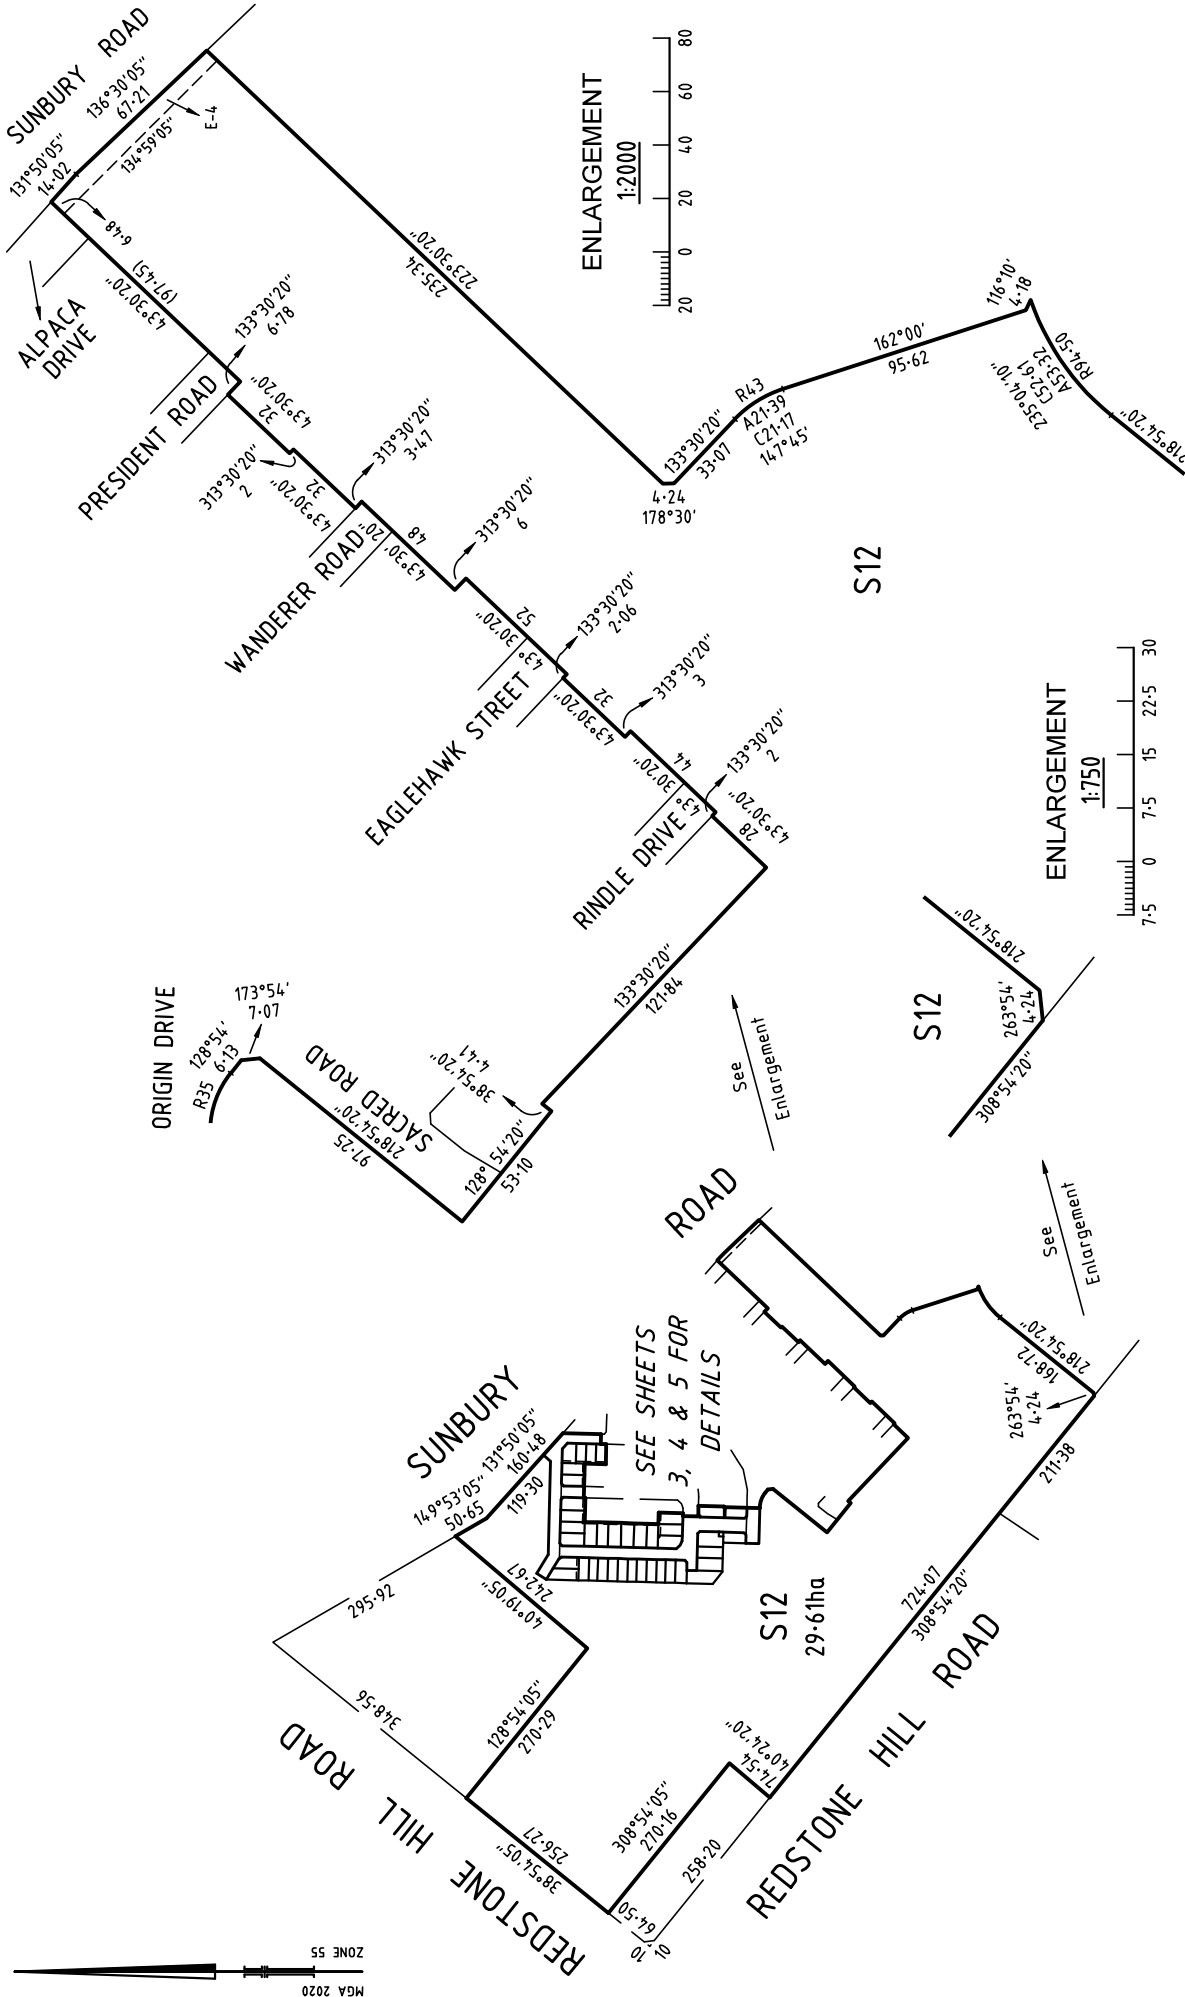 SUNBURY ROAD
131°50'05"
14·02
136°30'05"
67·21
134°59'05"
E-4
6·48
ALPACA
DRIVE
43°30'20"
(97·45)
PRESIDENT ROAD
133°30'20"
6·78
32
43°30'20"
313°30'20"
2
32
43°30'20"
313°30'20"
3·47
WANDERER ROAD
48
43°30'
20"
313°30'20"
6
EAGLEHAWK STREET
52
43°
30'20"
133°30'20"
2·06
32
43°30'20"
313°30'20"
3
RINDLE DRIVE
44
43°
30'20"
133°30'20"
2
28
43°30'20"
133°30'20"
121·84
223°30'20"
235·34
4·24
178°30'
133°30'20"
33·07
R43
A21·39
C21·17
147°45'
162°00'
95·62
116°10'
4·18
R94·50
A53·32
C52·61
235°04'10"
218°54'20"
S12
ENLARGEMENT
1:2000
20 0 20 40 60 80
ORIGIN DRIVE
R35
128°54'
6·13
173°54'
7·07
SACRED ROAD
218°54'20"
97·25
128°
54'20"
53·10
38°54'20"
4·41
See
Enlargement
ENLARGEMENT
1:750
7·5 0 7·5 15 22·5 30
S12
218°54'20"
263°54'
4·24
308°54'20"
See
Enlargement
SUNBURY
ROAD
149°53'05"
50·65
131°50'05"
160·48
119·30
SEE SHEETS
3, 4 & 5 FOR
DETAILS
295·92
348·56
242·67
40°19'05"
128°54'05"
270·29
256·27
38°54'05"
308°54'05"
270·16
74·54
40°24'20"
64·50
258·20
10
10
S12
29·61ha
724·07
308°54'20"
211·38
263°54'
4·24
168·72
218°54'20"
REDSTONE HILL ROAD
REDSTONE HILL ROAD
MGA 2020
ZONE 55